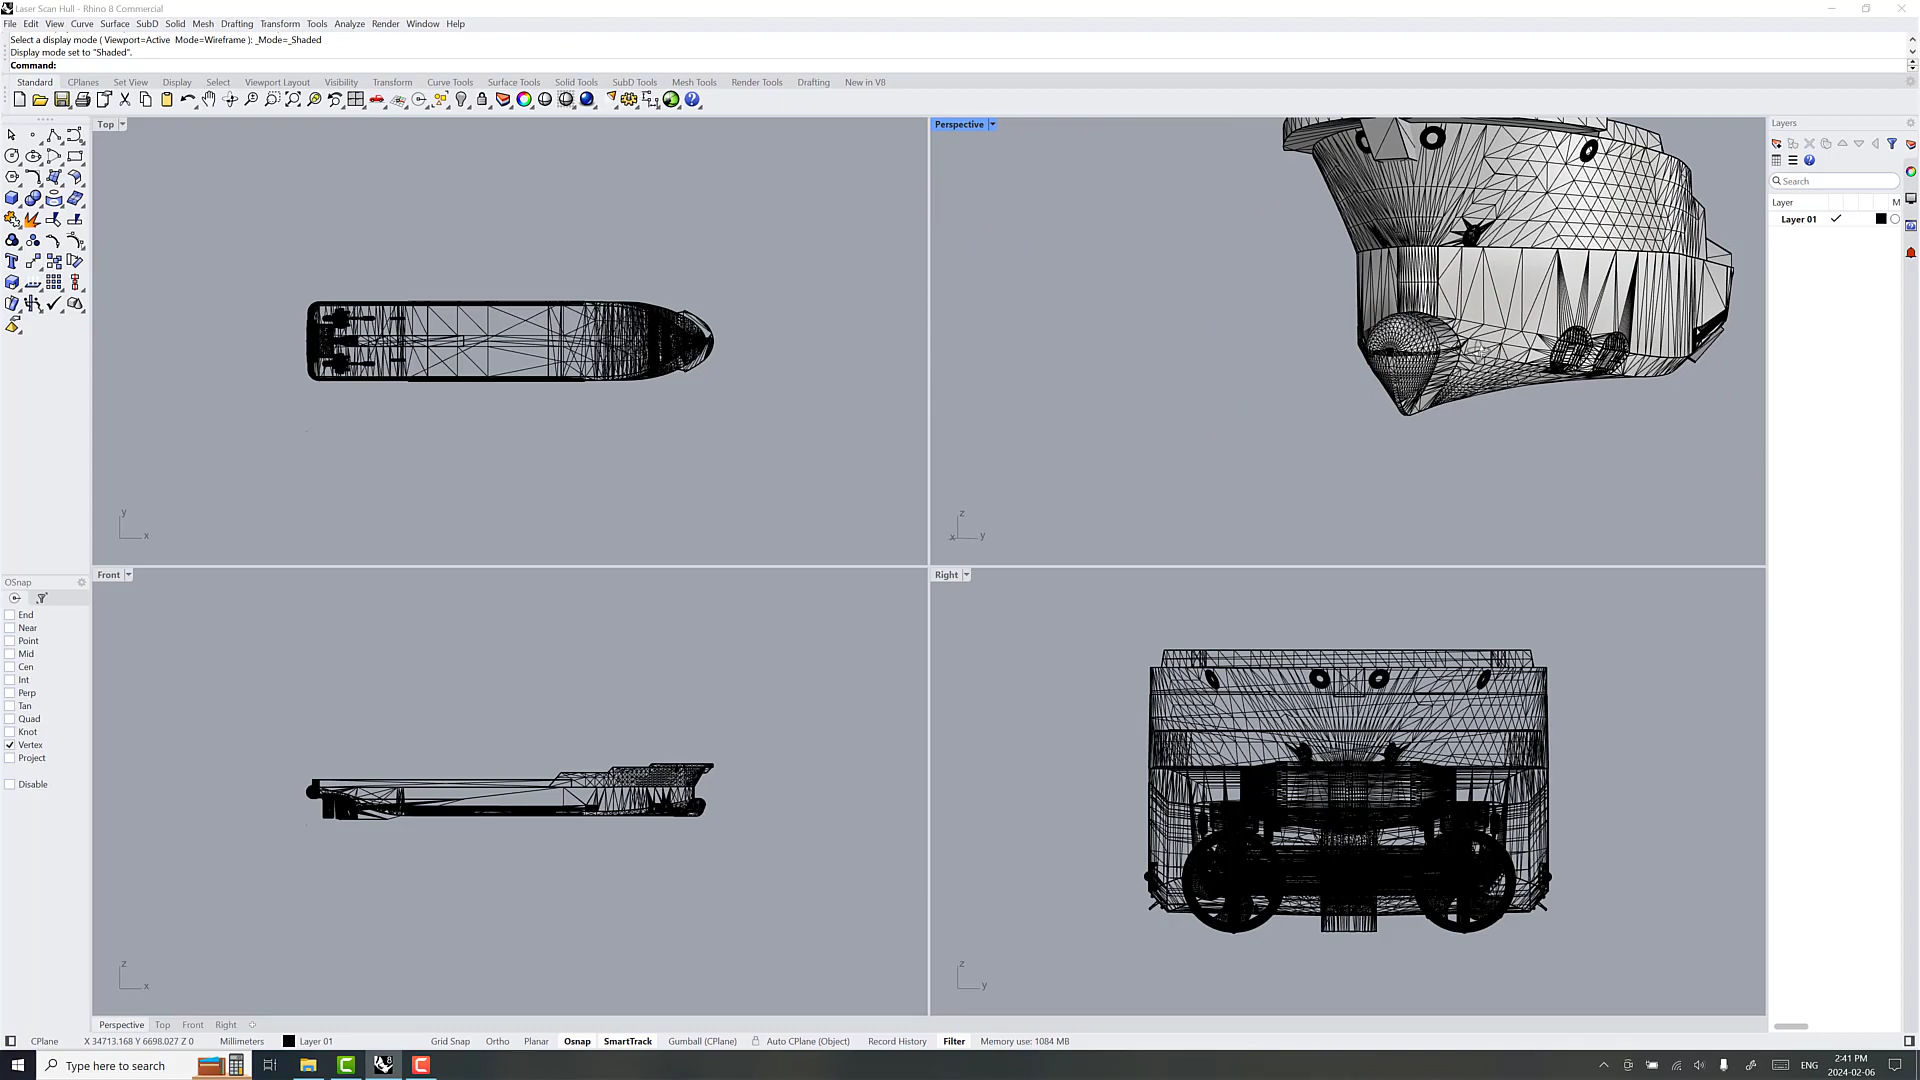 Laser Scan Hull - Rhino 8 Commercial
File Edit View Curve Surface SubD Solid Mesh Drafting Transform Tools Analyze Render Window Help
Select a display mode ( Viewport=Active Mode=Wireframe ): _Mode=_Shaded
Display mode set to "Shaded".
Command:
Standard CPlanes Set View Display Select Viewport Layout Visibility Transform Curve Tools Surface Tools Solid Tools SubD Tools Mesh Tools Render Tools Drafting New in V8
Top
Perspective
Layers
Search
Layer M
Layer 01
y
x
z
x y
OSnap
End
Near
Point
Mid
Cen
Int
Perp
Tan
Quad
Knot
Vertex
Project
Disable
Front
Right
z
x
z
y
Perspective Top Front Right
CPlane X 34713.168 Y 6698.027 Z 0 Millimeters Layer 01 Grid Snap Ortho Planar Osnap SmartTrack Gumball (CPlane) Auto CPlane (Object) Record History Filter Memory use: 1084 MB
Type here to search
ENG
2:41 PM
2024-02-06